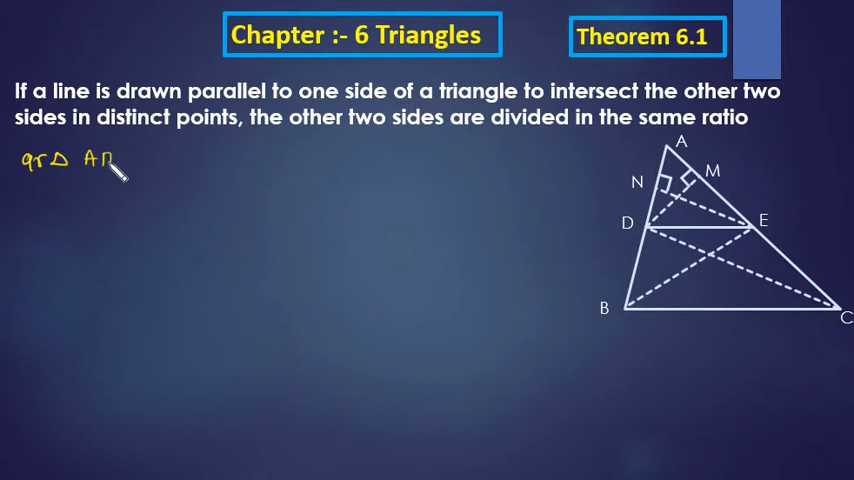 Chapter :- 6 Triangles
Theorem 6.1
If a line is drawn parallel to one side of a triangle to intersect the other two
sides in distinct points, the other two sides are divided in the same ratio
A
M
N
D
E
B
C